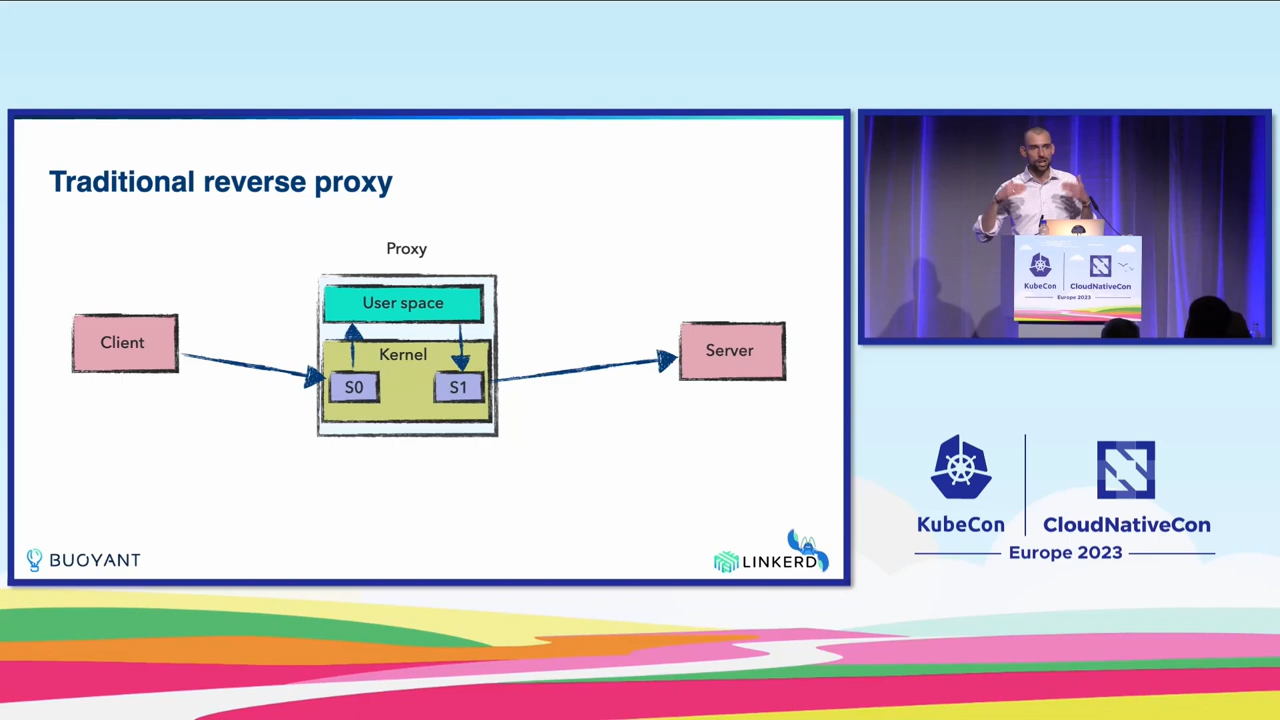 Traditional reverse proxy
Proxy
User space
Client
Kernel
Server
S0
S1
BUOYANT
LINKERD
KubeCon
CloudNativeCon
Europe 2023
KubeCon
CloudNativeCon
Europe 2023